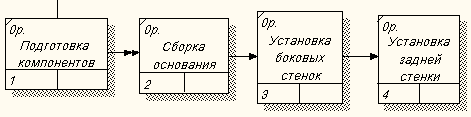 0р.
Подготовка
компонентов
1
0р.
Сборка
основания
2
0р.
Установка
боковых
стенок
3
0р.
Установка
задней
стенки
4